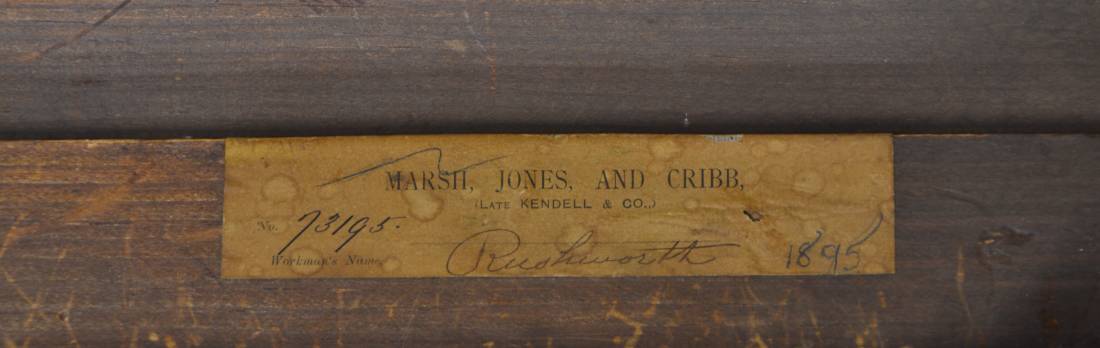 MARSH, JONES, AND CRIBB,
(LATE KENDELL & CO.,)
No. 73195.
Workman's Name, Rushworth 1895